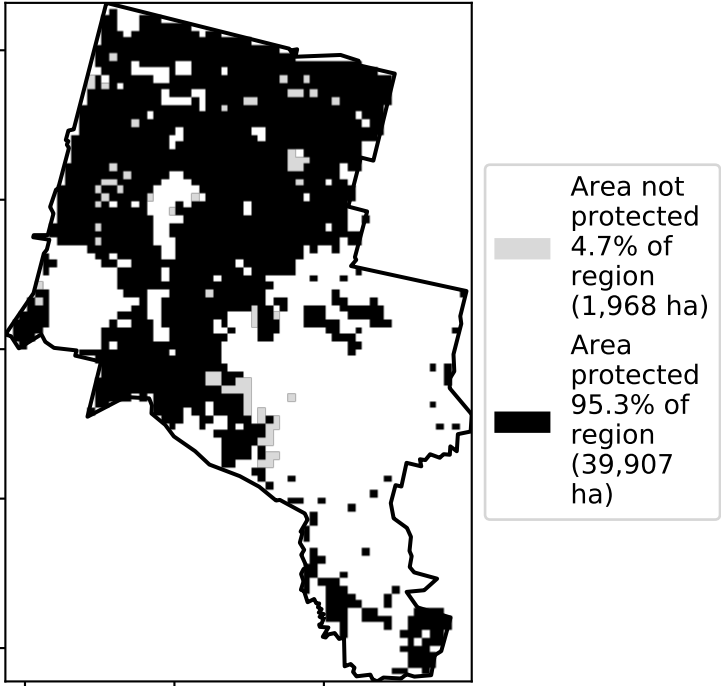 Area not
protected
4.7% of
region
(1,968 ha)
Area
protected
95.3% of
region
(39,907
ha)